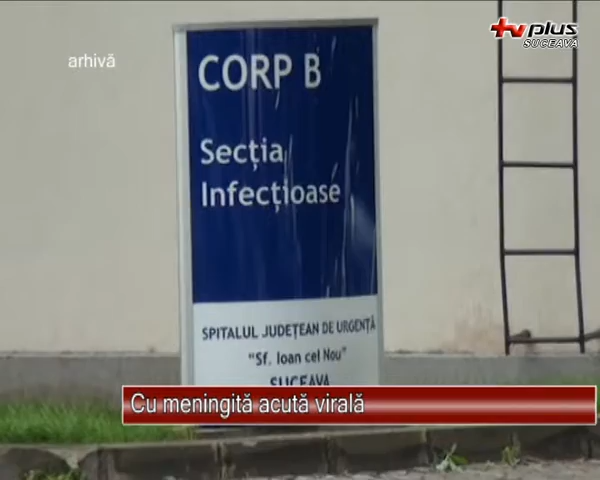 tv plus
SUCEAVA
arhivă
CORP B
Secția
Infecțioase
SPITALUL JUDEȚEAN DE URGENȚĂ
"Sf. Ioan cel Nou"
SUCEAVA
Cu meningită acută virală